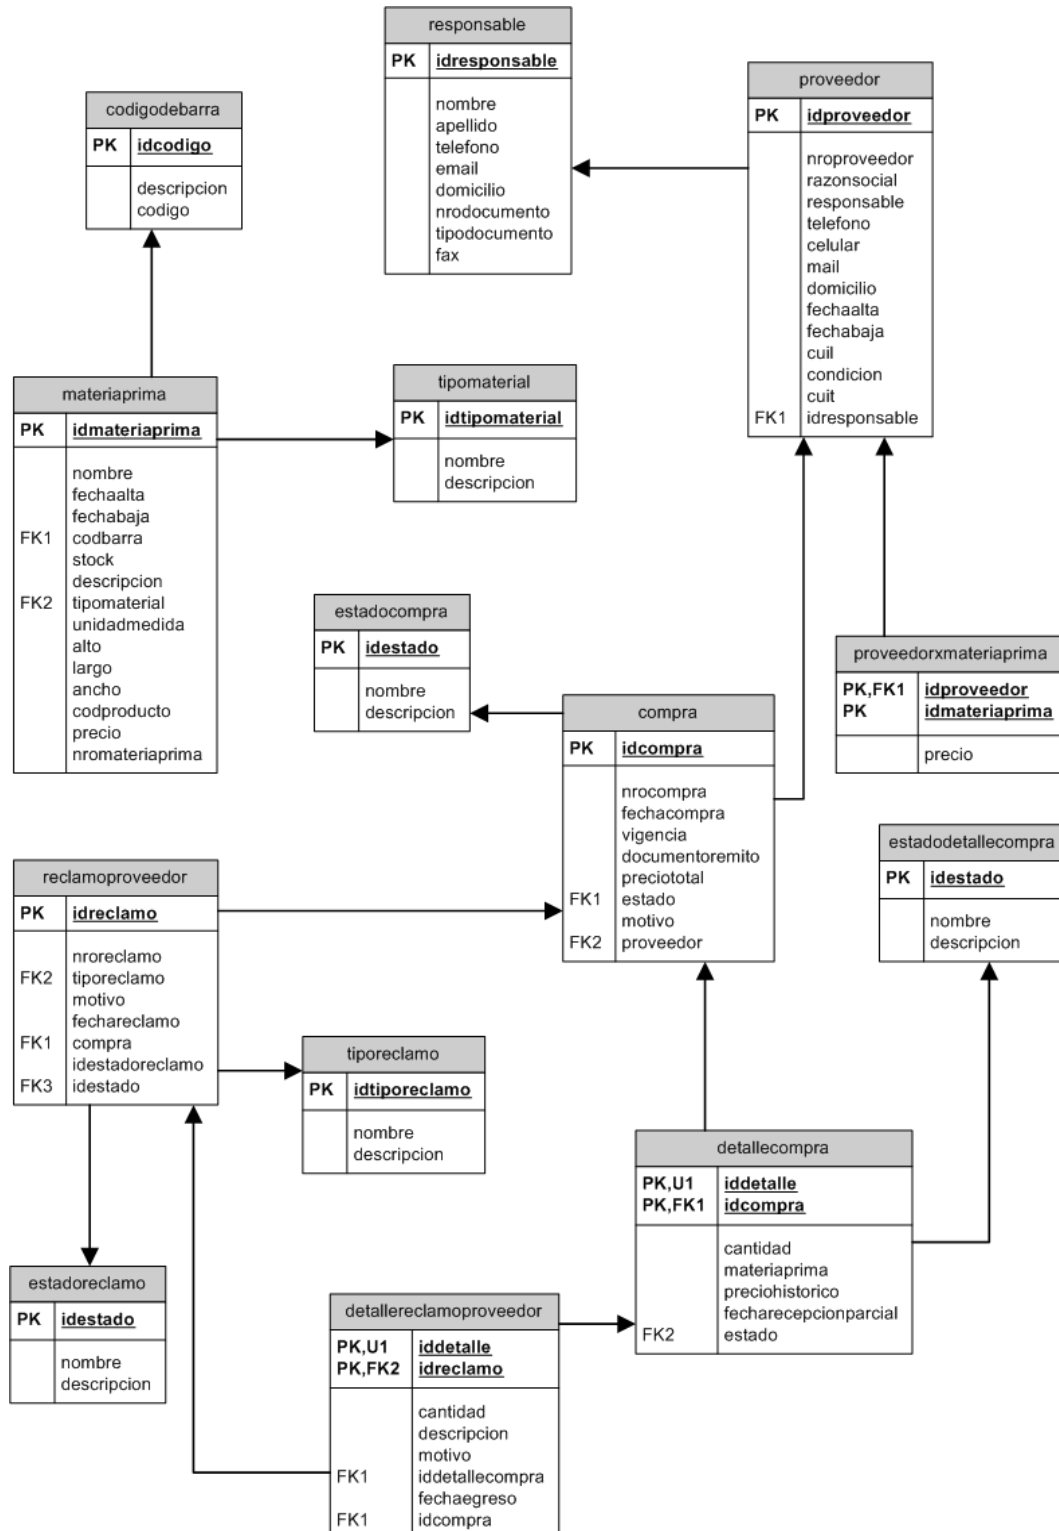 responsable
PK idresponsable
nombre
apellido
telefono
email
domicilio
nrodocumento
tipodocumento
fax
proveedor
PK idproveedor
nroproveedor
razonsocial
responsable
telefono
celular
mail
domicilio
fechaalta
fechabaja
cuil
condicion
cuit
FK1 idresponsable
codigodebarra
PK idcodigo
descripcion
codigo
materiaprima
PK idmateriaprima
nombre
fechaalta
fechabaja
FK1 codbarra
stock
descripcion
FK2 tipomaterial
unidadmedida
alto
largo
ancho
codproducto
precio
nromateriaprima
tipomaterial
PK idtipomaterial
nombre
descripcion
estadocompra
PK idestado
nombre
descripcion
proveedorxmateriaprima
PK,FK1 idproveedor
PK idmateriaprima
precio
compra
PK idcompra
nrocompra
fechacompra
vigencia
documentoremito
preciototal
FK1 estado
motivo
FK2 proveedor
estadodetallecompra
PK idestado
nombre
descripcion
reclamoproveedor
PK idreclamo
nroreclamo
FK2 tiporeclamo
motivo
fechareclamo
FK1 compra
idestadoreclamo
FK3 idestado
tiporeclamo
PK idtiporeclamo
nombre
descripcion
detallecompra
PK,U1 iddetalle
PK,FK1 idcompra
cantidad
materiaprima
preciohistorico
fecharecepcionparcial
FK2 estado
estadoreclamo
PK idestado
nombre
descripcion
detallereclamoproveedor
PK,U1 iddetalle
PK,FK2 idreclamo
cantidad
descripcion
motivo
FK1 iddetallecompra
fechaegreso
FK1 idcompra